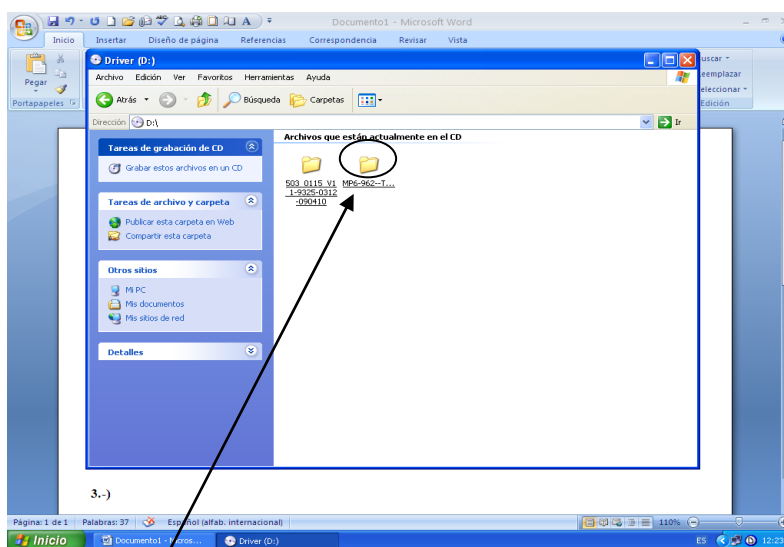 Documento1 - Microsoft Word
Inicio Insertar Diseño de página Referencias Correspondencia Revisar Vista
Pegar
Portapapeles
Reemplazar
Edición
Driver (D:)
Archivo Edición Ver Favoritos Herramientas Ayuda
Atrás Búsqueda Carpetas
Dirección D:\ Ir
Tareas de grabación de CD
Grabar estos archivos en un CD
Tareas de archivo y carpeta
Publicar esta carpeta en Web
Compartir esta carpeta
Otros sitios
Mi PC
Mis documentos
Mis sitios de red
Detalles
Archivos que están actualmente en el CD
503_0115_V1
_1-9325-0312
-090410
MP6-962--T...
3.-)
Página: 1 de 1 Palabras: 37 Español (alfab. internacional) 110%
Inicio Documento1 - Micros... Driver (D:) ES 12:23